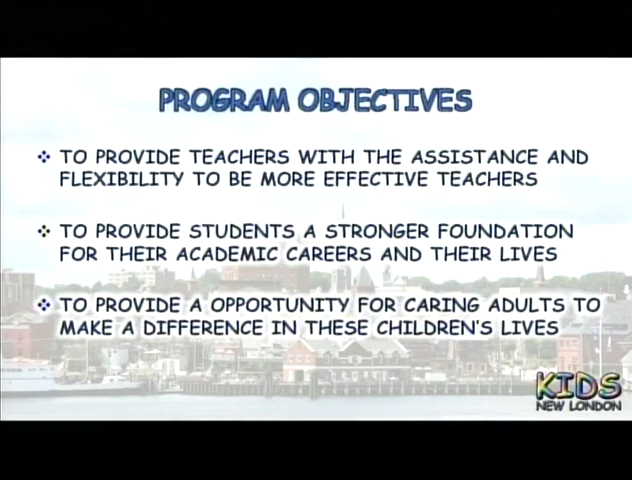 PROGRAM OBJECTIVES
TO PROVIDE TEACHERS WITH THE ASSISTANCE AND
FLEXIBILITY TO BE MORE EFFECTIVE TEACHERS
TO PROVIDE STUDENTS A STRONGER FOUNDATION
FOR THEIR ACADEMIC CAREERS AND THEIR LIVES
TO PROVIDE A OPPORTUNITY FOR CARING ADULTS TO
MAKE A DIFFERENCE IN THESE CHILDREN'S LIVES
KIDS
NEW LONDON